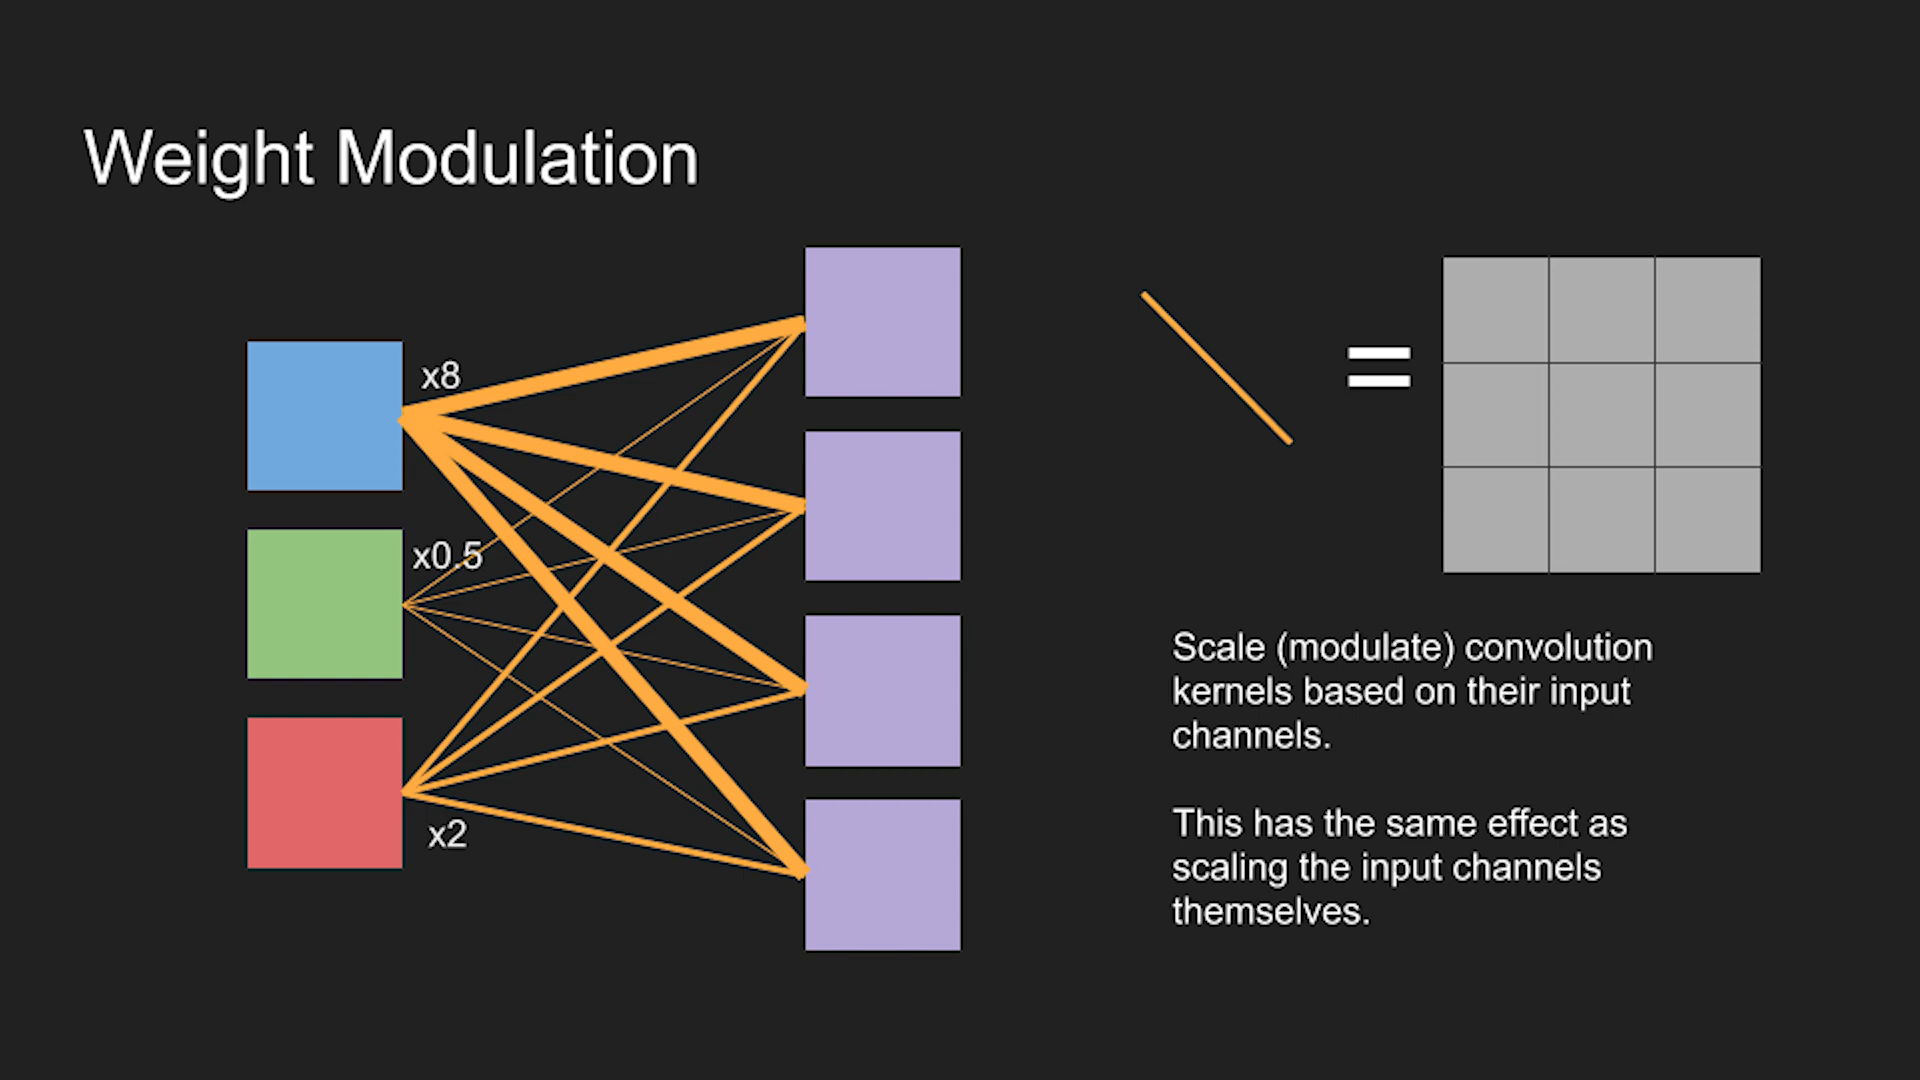 Weight Modulation
x8
x0.5
x2
=
Scale (modulate) convolution
kernels based on their input
channels.
This has the same effect as
scaling the input channels
themselves.